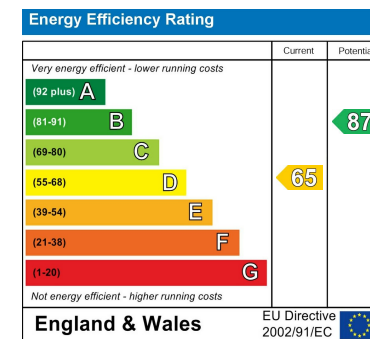 Energy Efficiency Rating
Current Potentia
Very energy efficient - lower running costs
(92 plus) A
(81-91) B 87
(69-80) C
(55-68) D 65
(39-54) E
(21-38) F
(1-20) G
Not energy efficient - higher running costs
England & Wales
EU Directive
2002/91/EC